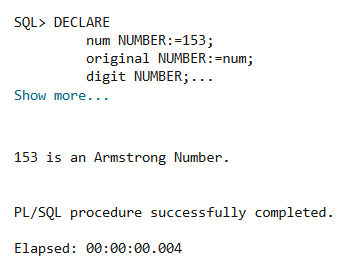 SQL> DECLARE
num NUMBER:=153;
original NUMBER:=num;
digit NUMBER;...
Show more...
153 is an Armstrong Number.
PL/SQL procedure successfully completed.
Elapsed: 00:00:00.004